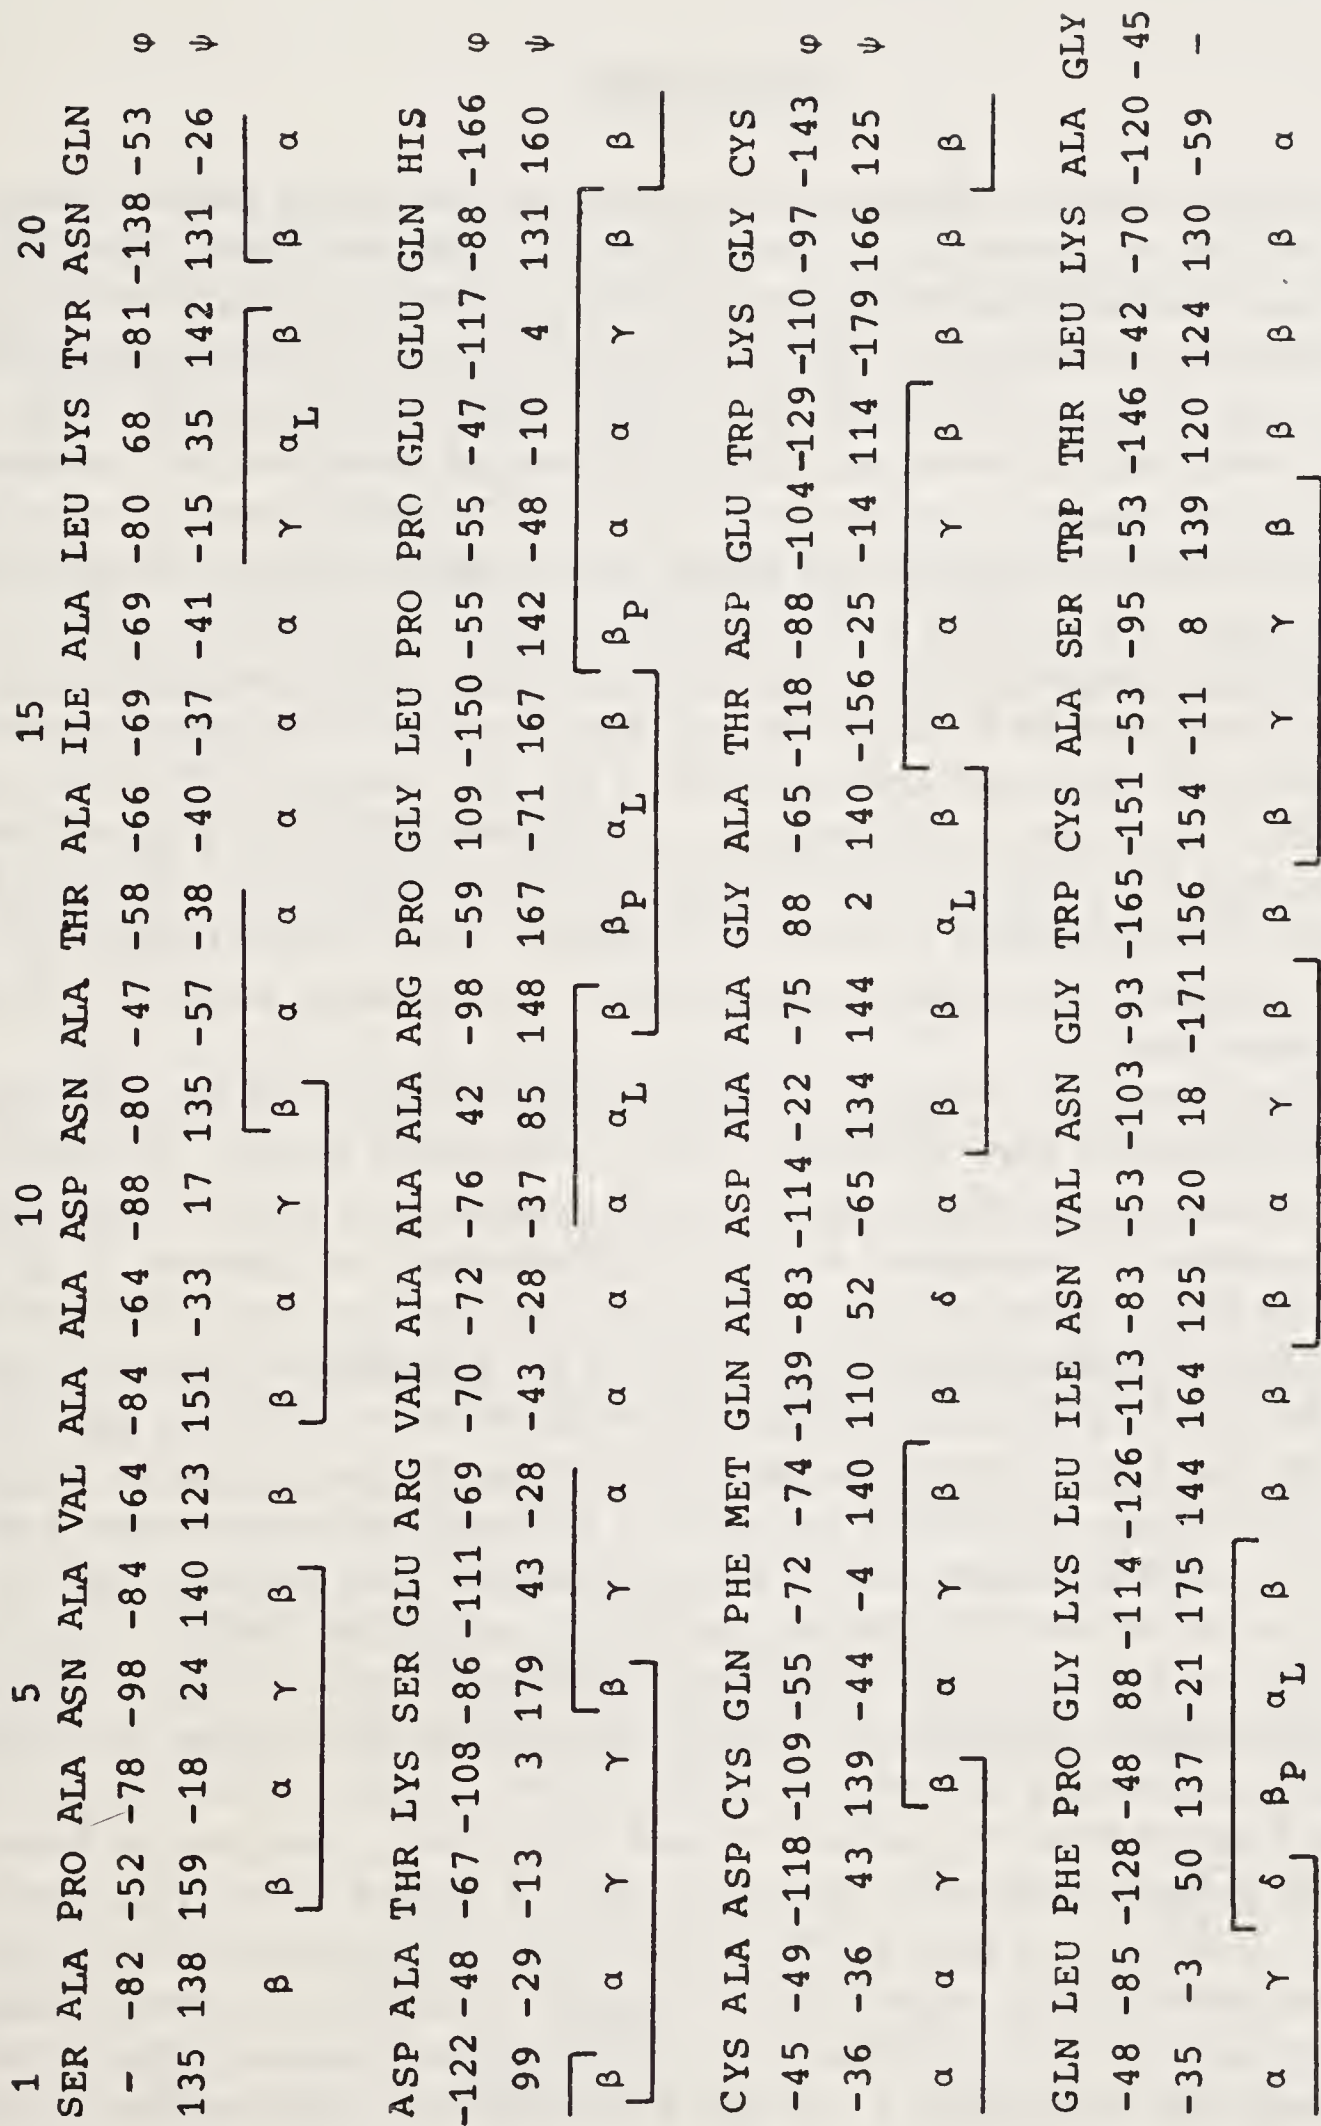 1 5 10 15 20
SER ALA PRO ALA ASN ALA VAL ALA ALA ASP ASN ALA THR ALA ILE ALA LEU LYS TYR ASN GLN
- -82 -52 -78 -98 -84 -64 -84 -64 -88 -80 -47 -58 -66 -69 -69 -80 68 -81 -138 -53 φ
135 138 159 -18 24 140 123 151 -33 17 135 -57 -38 -40 -37 -41 -15 35 142 131 -26 ψ
β β α γ β β β α γ β α α α α α γ αL β β α
ASP ALA THR LYS SER GLU ARG VAL ALA ALA ALA ARG PRO GLY LEU PRO PRO GLU GLU GLN HIS
-122 -48 -67 -108 -86 -111 -69 -70 -72 -76 42 -98 -59 109 -150 -55 -55 -47 -117 -88 -166 φ
99 -29 -13 3 179 43 -28 -43 -28 -37 85 148 167 -71 167 142 -48 -10 4 131 160 ψ
β α γ γ β γ α α α α αL β βP αL β βP α α γ β β
CYS ALA ASP CYS GLN PHE MET GLN ALA ASP ALA ALA GLY ALA THR ASP GLU TRP LYS GLY CYS
-45 -49 -118 -109 -55 -72 -74 -139 -83 -114 -22 -75 88 -65 -118 -88 -104 -129 -110 -97 -143 φ
-36 -36 43 139 -44 -4 140 110 52 -65 134 144 2 140 -156 -25 -14 114 -179 166 125 ψ
α α γ β α γ β β δ α β β αL β β α γ β β β β
GLN LEU PHE PRO GLY LYS LEU ILE ASN VAL ASN GLY TRP CYS ALA SER TRP THR LEU LYS ALA GLY
-48 -85 -128 -48 88 -114 -126 -113 -83 -53 -103 -93 -165 -151 -53 -95 -53 -146 -42 -70 -120 -45
-35 -3 50 137 -21 175 144 164 125 -20 18 -171 156 154 -11 8 139 120 124 130 -59 -
α γ δ βP αL β β β β α γ β β β γ γ β β β β α